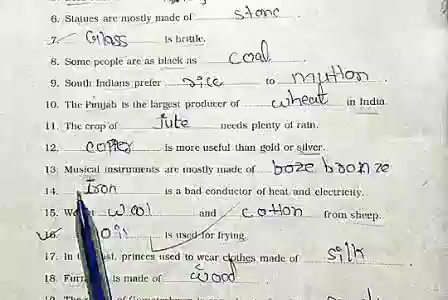 6. Statues are mostly made of stone.
7. Glass is brittle.
8. Some people are as black as coal
9. South Indians prefer rice to mutton.
10. The Punjab is the largest producer of wheat in India.
11. The crop of Jute needs plenty of rain.
12. is more useful than gold or silver.
13. Musical instruments are mostly made of boze bronze
14. Iron is a bad conductor of heat and electricity.
15. wool and cotton from sheep.
16. oil is used for frying.
17. In past, princes used to wear clothes made of silk
18. is made of wood.